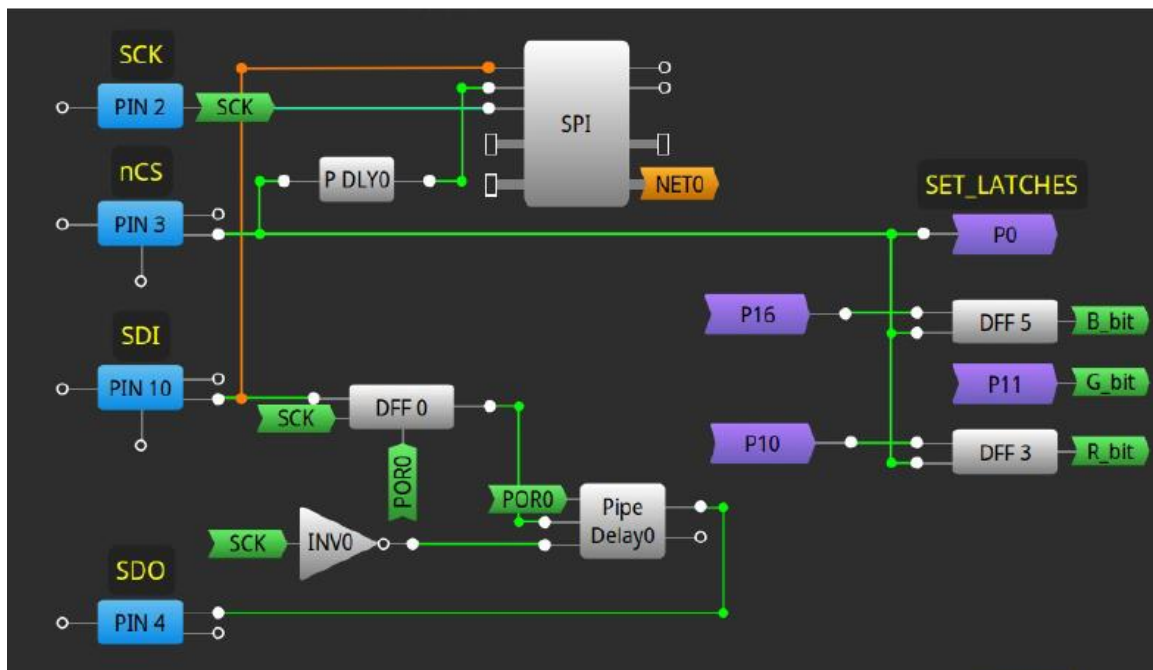 SCK
PIN 2
SCK
SPI
nCS
PIN 3
P DLY0
NET0
SET_LATCHES
P0
P16
DFF 5
B_bit
SDI
PIN 10
P11
G_bit
SCK
DFF 0
POR0
P10
DFF 3
R_bit
POR0
Pipe
Delay0
SCK
INV0
SDO
PIN 4